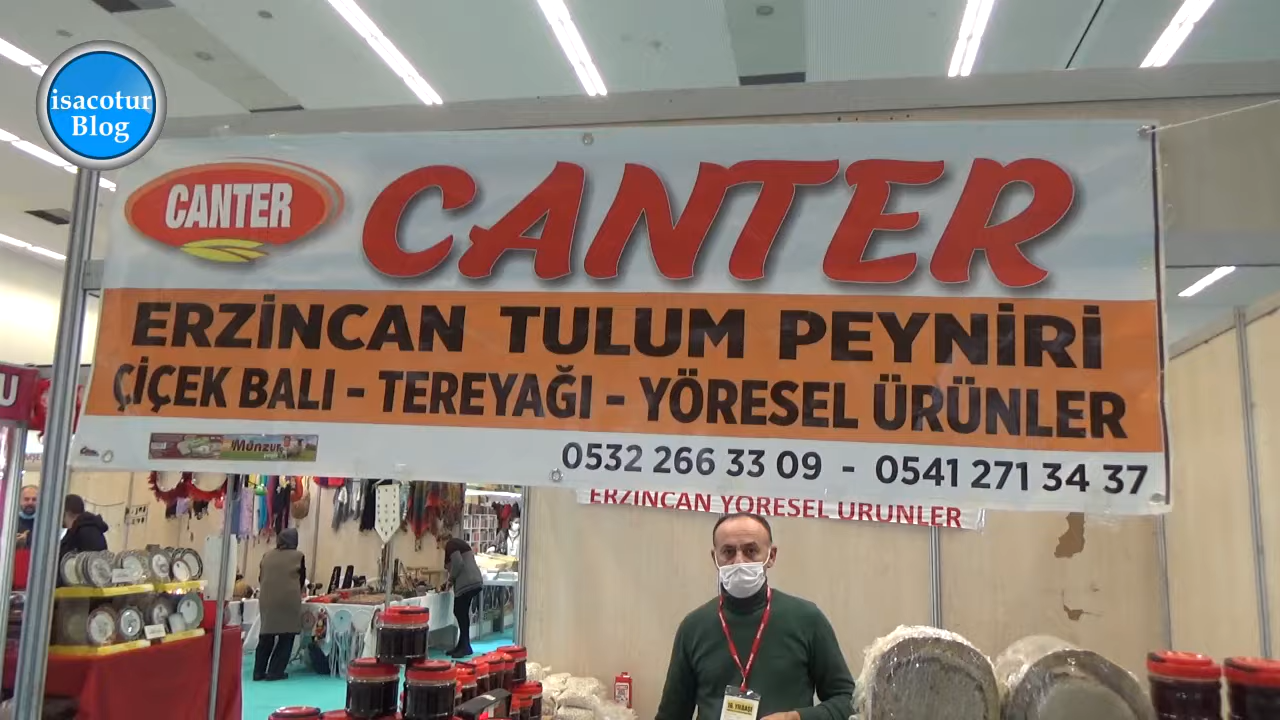 isacotur
Blog
CANTER
CANTER
ERZİNCAN TULUM PEYNİRİ
ÇİÇEK BALI - TEREYAĞI - YÖRESEL ÜRÜNLER
Munzur
0532 266 33 09 - 0541 271 34 37
ERZİNCAN YÖRESEL ÜRÜNLER
U